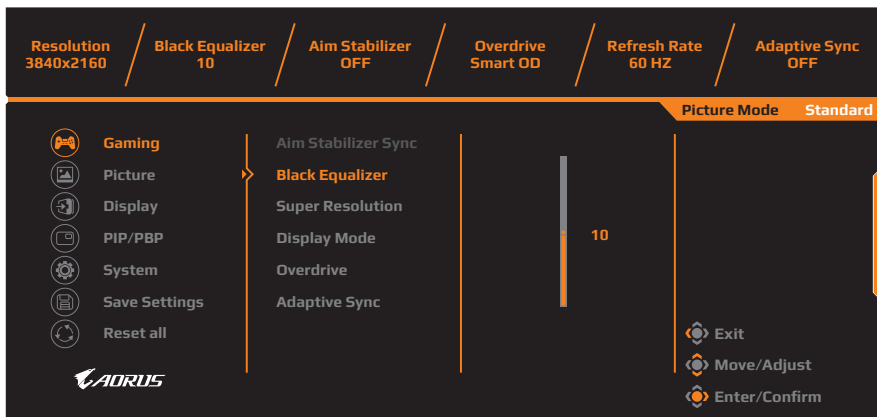 Resolution
3840x2160
Black Equalizer
10
Aim Stabilizer
OFF
Overdrive
Smart OD
Refresh Rate
60 HZ
Adaptive Sync
OFF
Picture Mode Standard
Gaming
Picture
Display
PIP/PBP
System
Save Settings
Reset all
Aim Stabilizer Sync
Black Equalizer
Super Resolution
Display Mode
Overdrive
Adaptive Sync
10
Exit
Move/Adjust
Enter/Confirm
AORUS